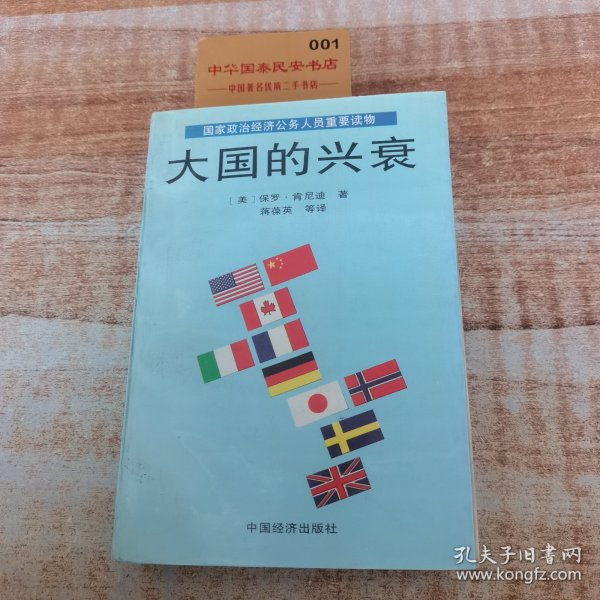 001
中华国泰民安书店
中国著名优质二手书店
国家政治经济公务人员重要读物
大国的兴衰
[美]保罗·肯尼迪 著
蒋葆英 等译
中国经济出版社
孔夫子旧书网
www.kongfz.com